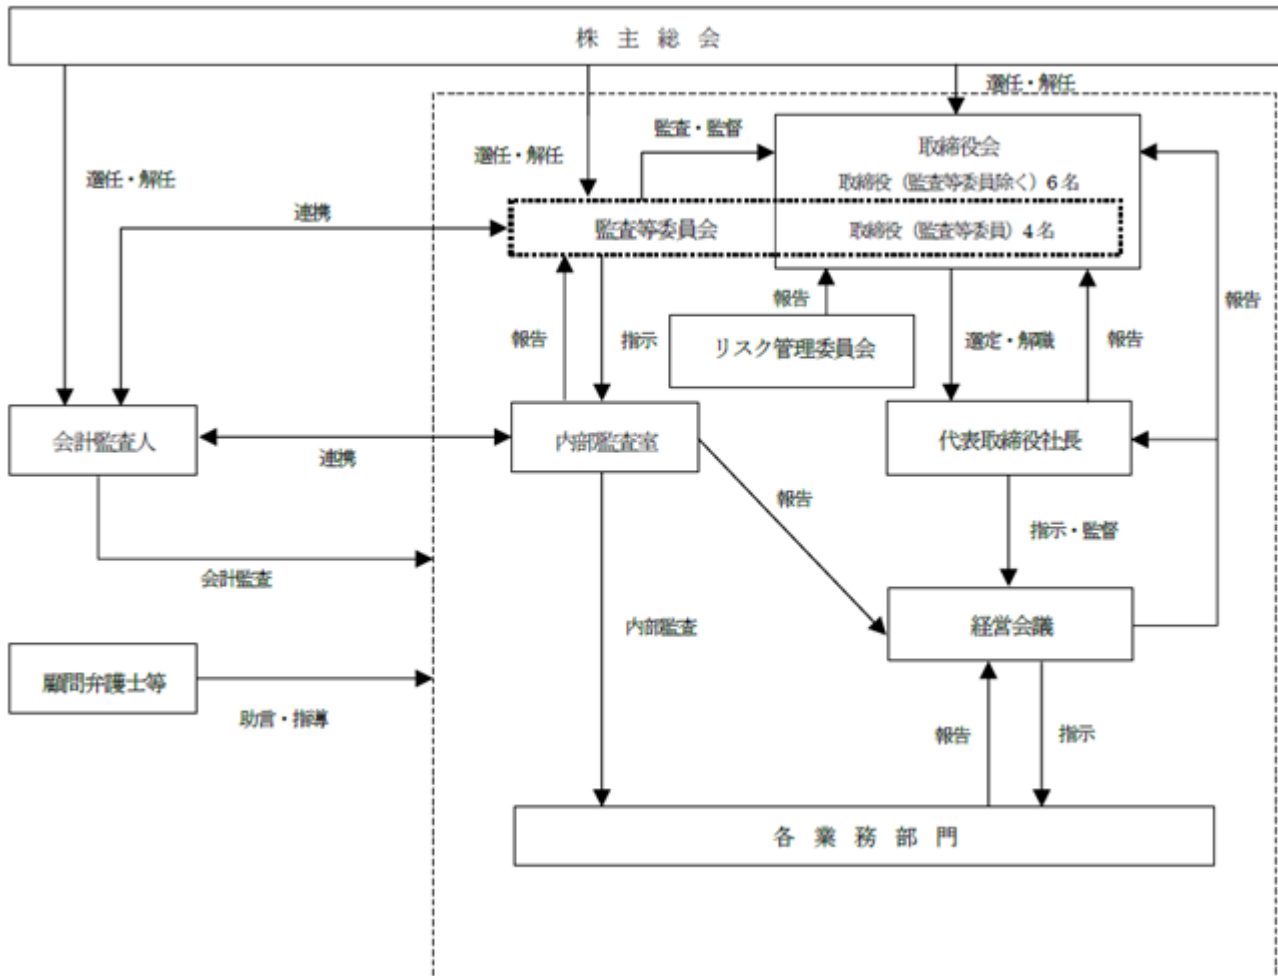 株主総会
選任・解任
監査・監督
取締役会
選任・解任
選任・解任
取締役（監査等委員除く）6名
連携
監査等委員会
取締役（監査等委員）4名
報告
報告
報告
指示
リスク管理委員会
選定・解職
報告
会計監査人
内部監査室
代表取締役社長
連携
報告
指示・監督
会計監査
内部監査
経営会議
顧問弁護士等
助言・指導
報告
指示
各業務部門